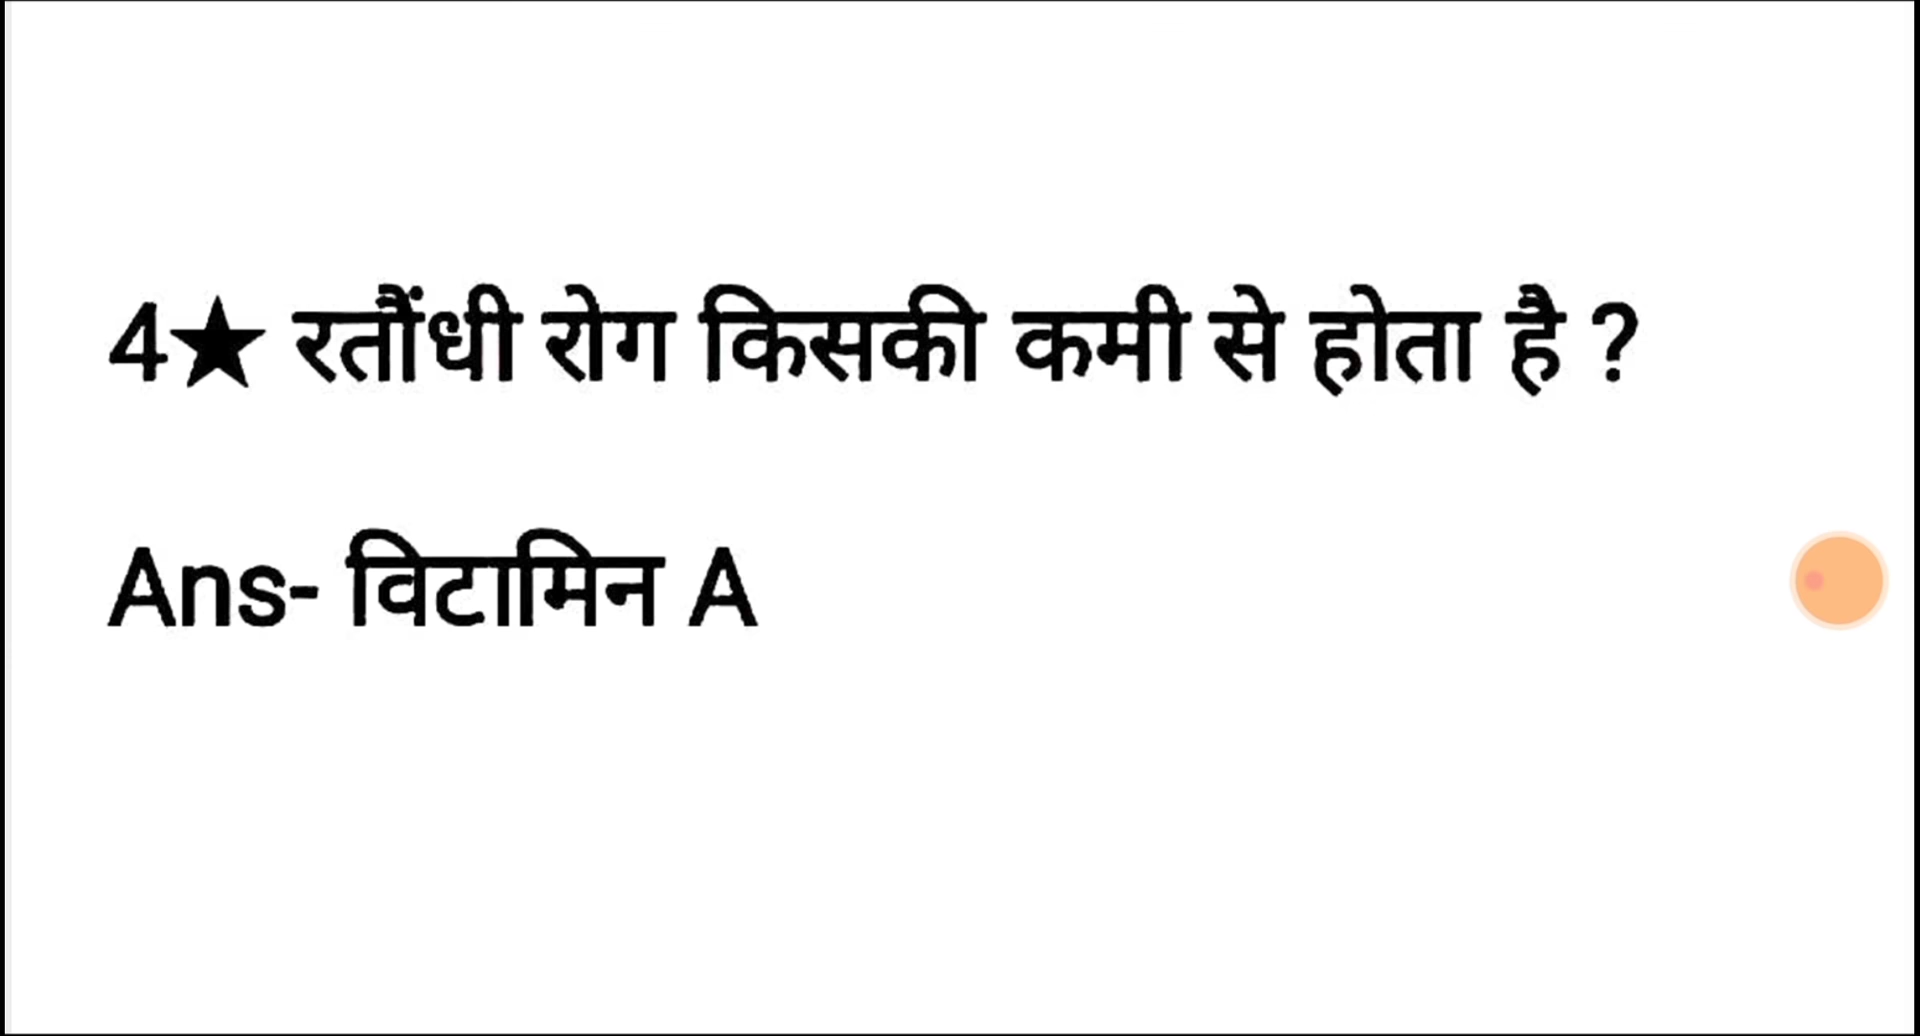 4★ रतौंधी रोग किसकी कमी से होता है ?
Ans- विटामिन A